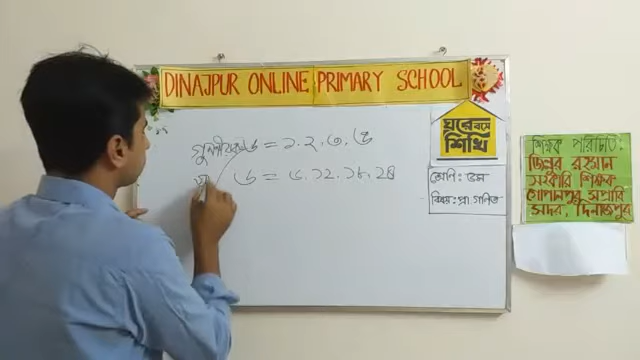 DINAJPUR ONLINE PRIMARY SCHOOL
৬ = ১, ২, ৩, ৬
৬ = ৬, ১২, ১৮, ২৪
ঘরে বসে
শিখি
শ্রেণি: ৩য়
বিষয়: প্রা. গণিত
শিক্ষক পরিচিতি:
জিল্লুর রহমান
সহকারি শিক্ষক
গোপালপুর সপ্রাবি
সদর, দিনাজপুর